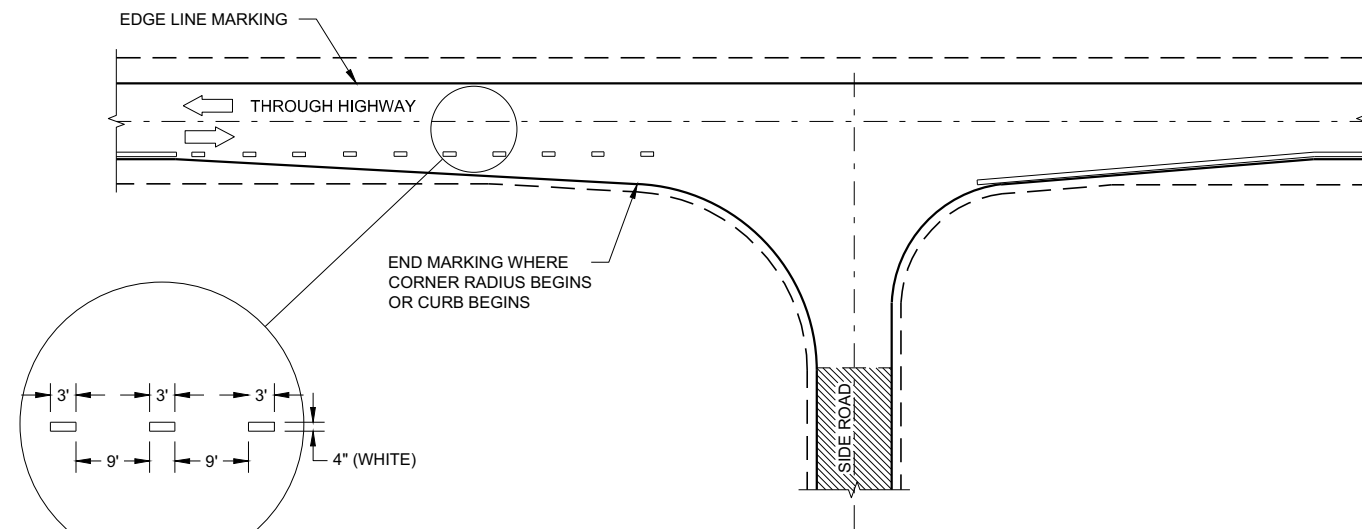 EDGE LINE MARKING
THROUGH HIGHWAY
END MARKING WHERE
CORNER RADIUS BEGINS
OR CURB BEGINS
3' 3' 3'
9' 9'
4" (WHITE)
SIDE ROAD